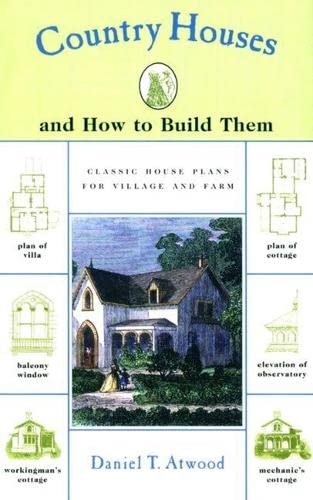 Country Houses
and How to Build Them
CLASSIC HOUSE PLANS
FOR VILLAGE AND FARM
plan of
villa
plan of
cottage
balcony
window
elevation of
observatory
workingman's
cottage
mechanic's
cottage
Daniel T. Atwood